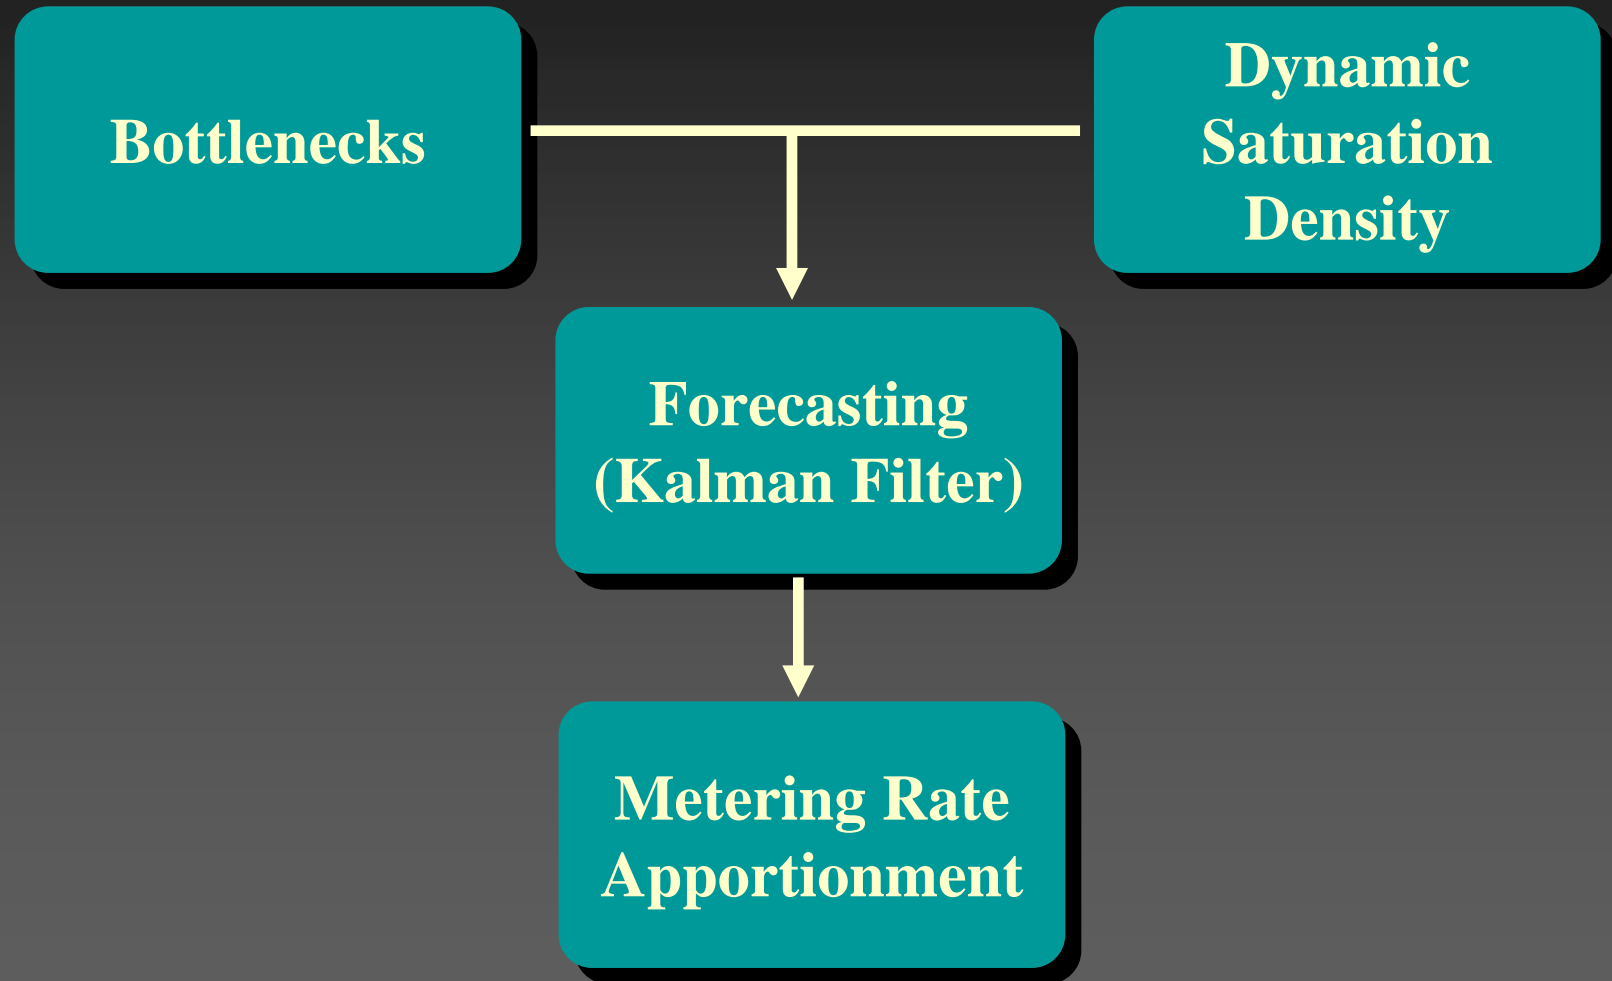 Bottlenecks
Dynamic
Saturation
Density
Forecasting
(Kalman Filter)
Metering Rate
Apportionment